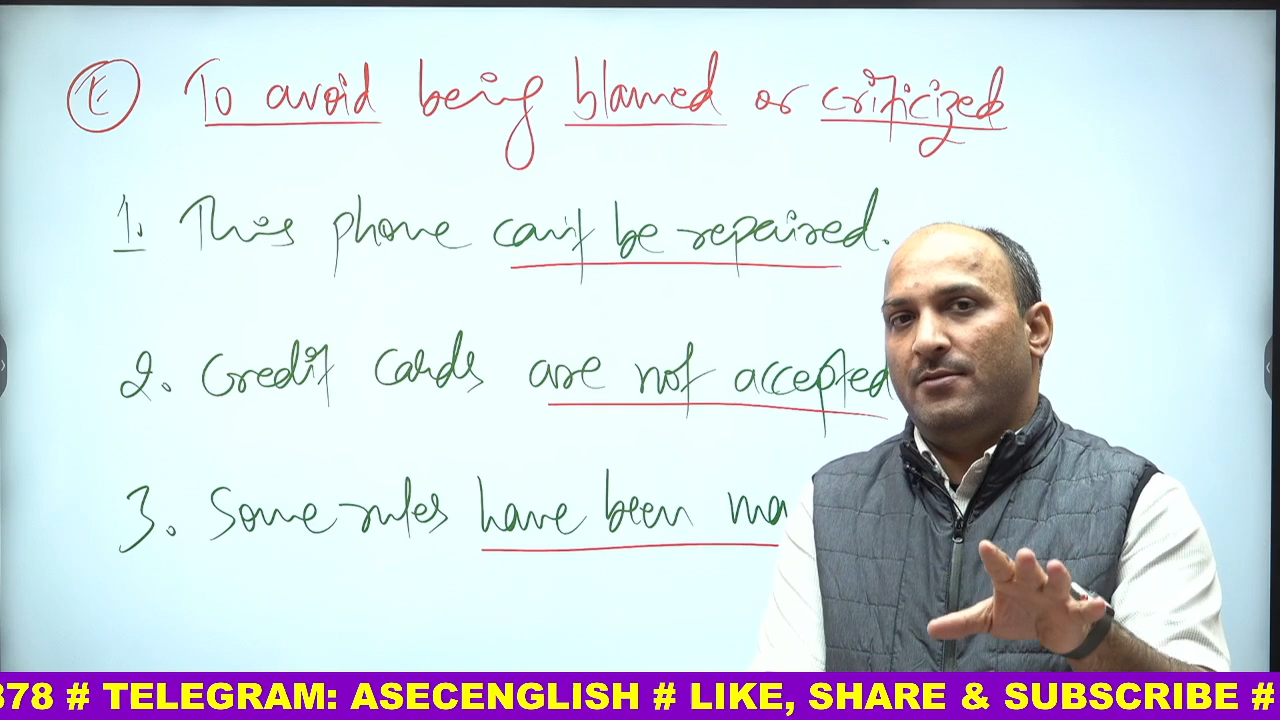 E To avoid being blamed or criticized
1. This phone can't be repaired.
2. Credit cards are not accepted
3. Some rules have been ma
378 # TELEGRAM: ASECENGLISH # LIKE, SHARE & SUBSCRIBE #